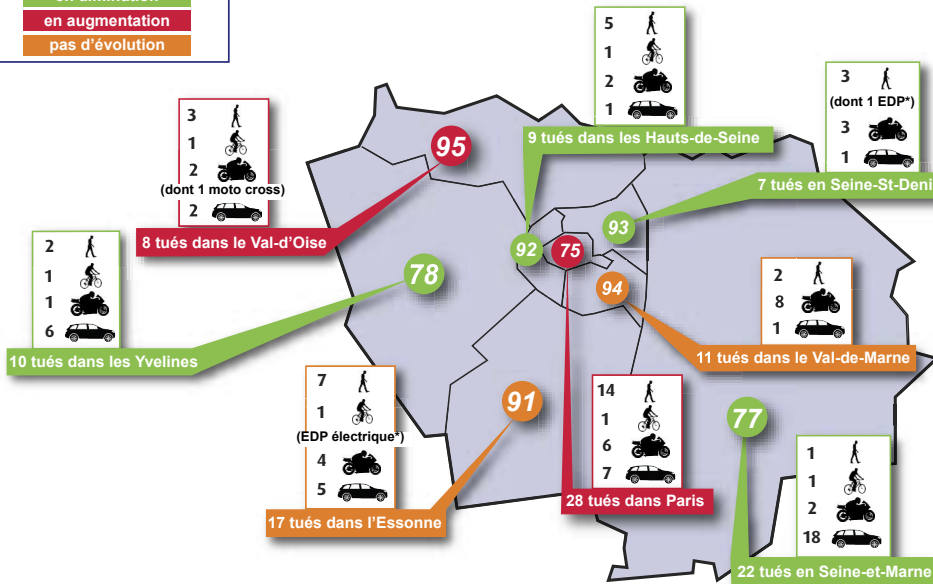 en diminution
en augmentation
pas d'évolution
5
1
2
1
9 tués dans les Hauts-de-Seine
3
(dont 1 EDP*)
3
1
7 tués en Seine-St-Deni
3
1
2
(dont 1 moto cross)
2
8 tués dans le Val-d'Oise
95
93
92
75
78
94
2
1
1
6
10 tués dans les Yvelines
2
8
1
11 tués dans le Val-de-Marne
7
1
(EDP électrique*)
4
5
17 tués dans l'Essonne
91
14
1
6
7
28 tués dans Paris
77
1
1
2
18
22 tués en Seine-et-Marne